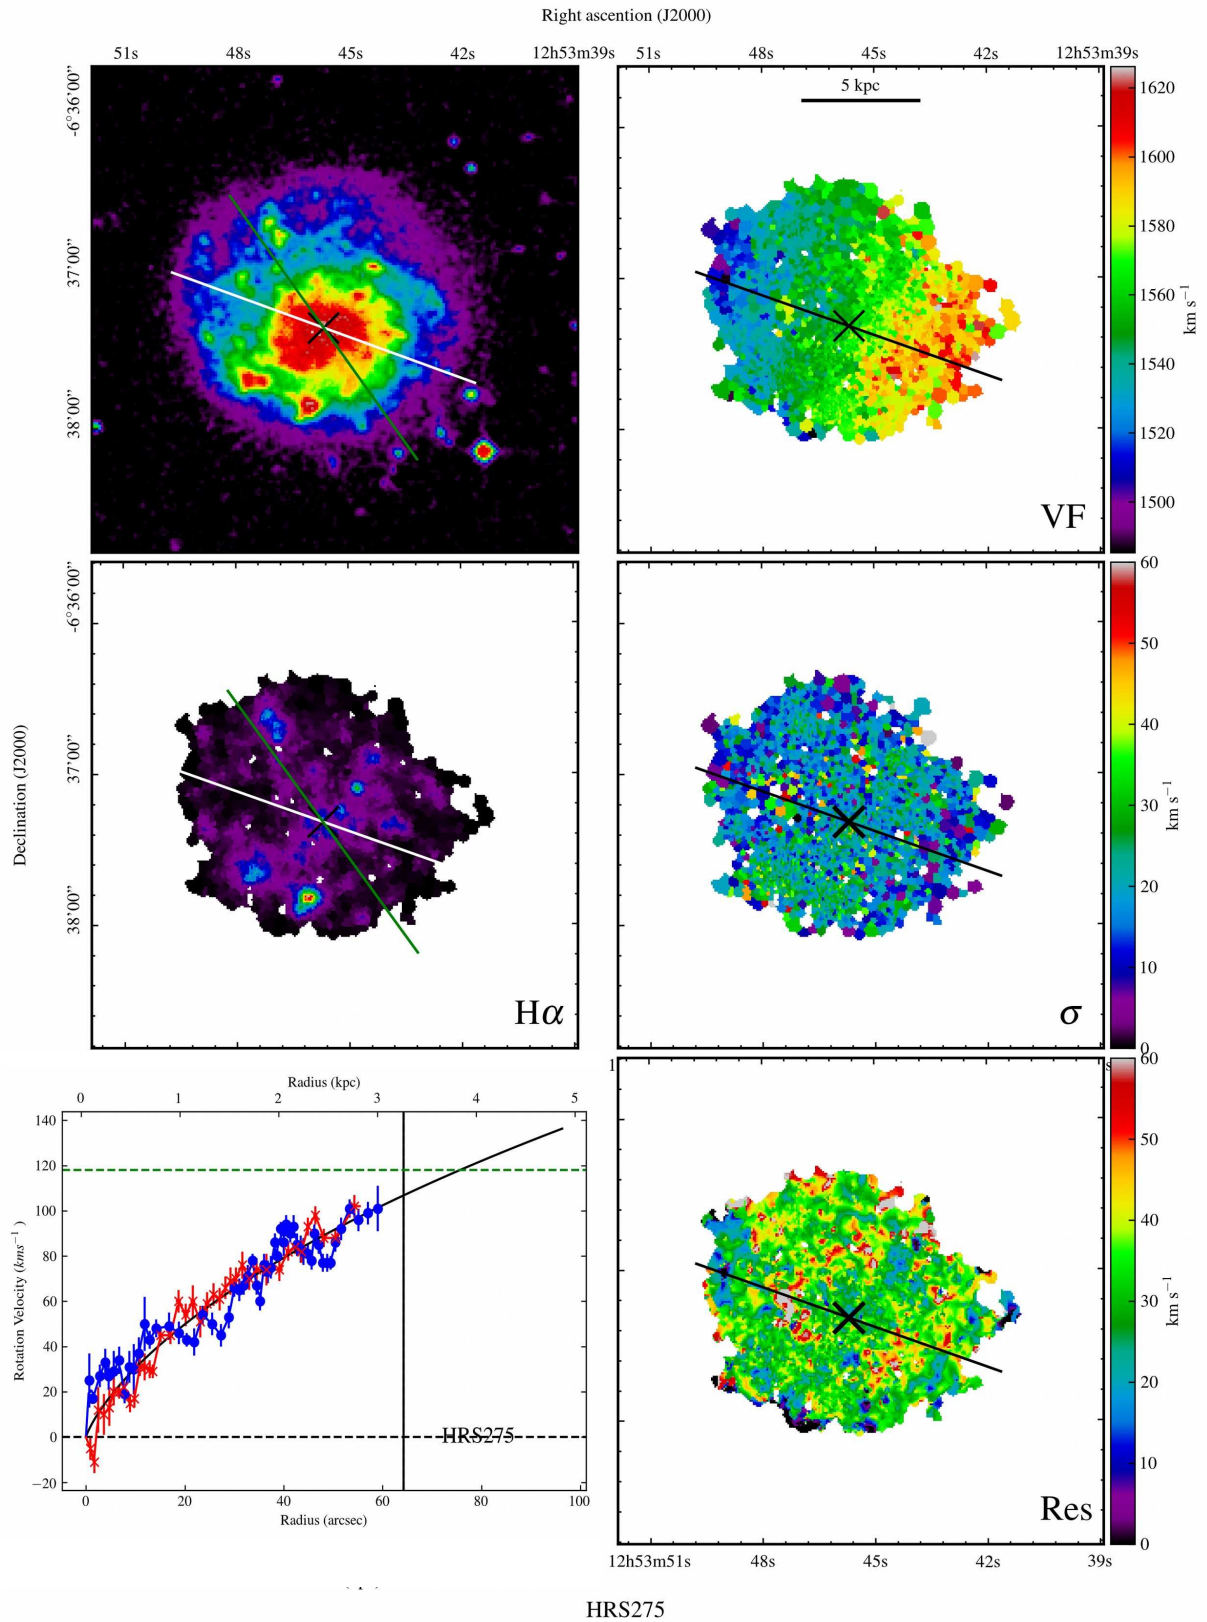 Right ascention (J2000)
51s 48s 45s 42s 12h53m39s 51s 48s 45s 42s 12h53m39s
-6°36'00'' 37'00'' 38'00''
5 kpc
VF
1620 1600 1580 1560 1540 1520 1500
km s⁻¹
Declination (J2000)
-6°36'00'' 37'00'' 38'00''
Hα
σ
60 50 40 30 20 10 0
km s⁻¹
Radius (kpc)
0 1 2 3 4 5
Rotation Velocity (kms⁻¹)
140 120 100 80 60 40 20 0 −20
HRS275
0 20 40 60 80 100
Radius (arcsec)
1 s
Res
60 50 40 30 20 10 0
km s⁻¹
12h53m51s 48s 45s 42s 39s
HRS275